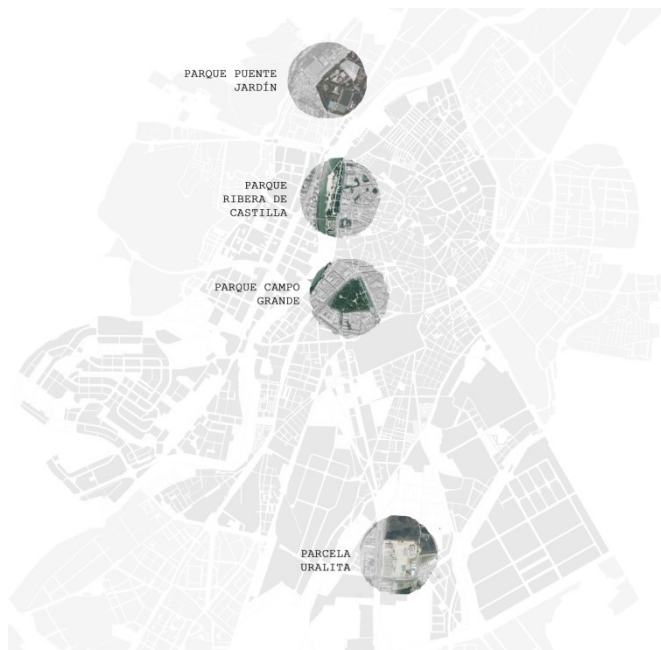 PARQUE PUENTE
JARDÍN
PARQUE
RIBERA DE
CASTILLA
PARQUE CAMPO
GRANDE
PARCELA
URALITA